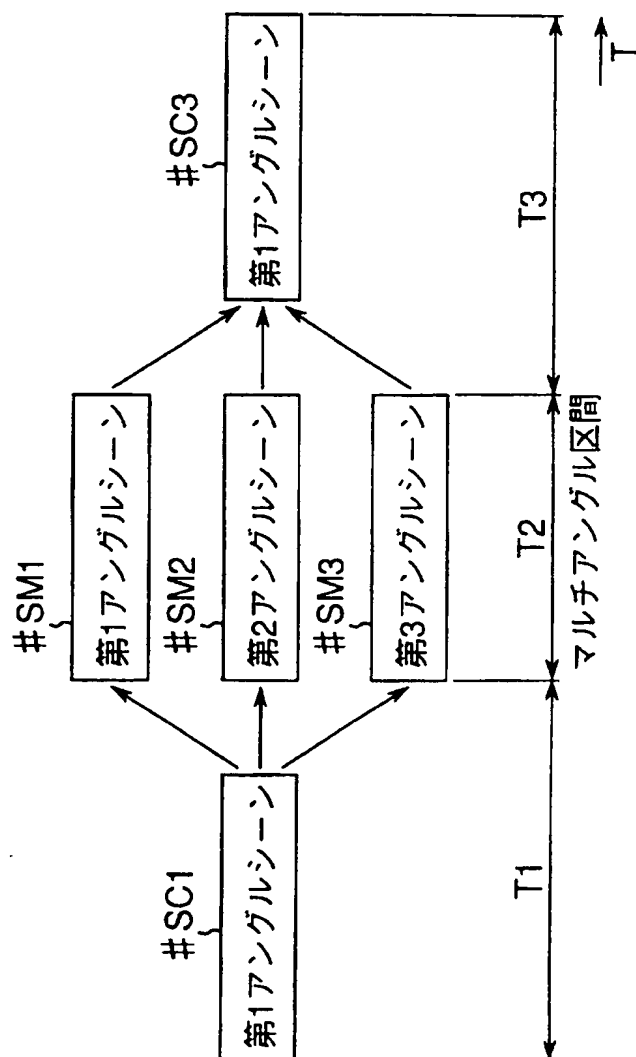 #SC1
第1アングルシーン
#SM1
第1アングルシーン
#SM2
第2アングルシーン
#SM3
第3アングルシーン
#SC3
第1アングルシーン
T1
T2
T3
マルチアングル区間
T